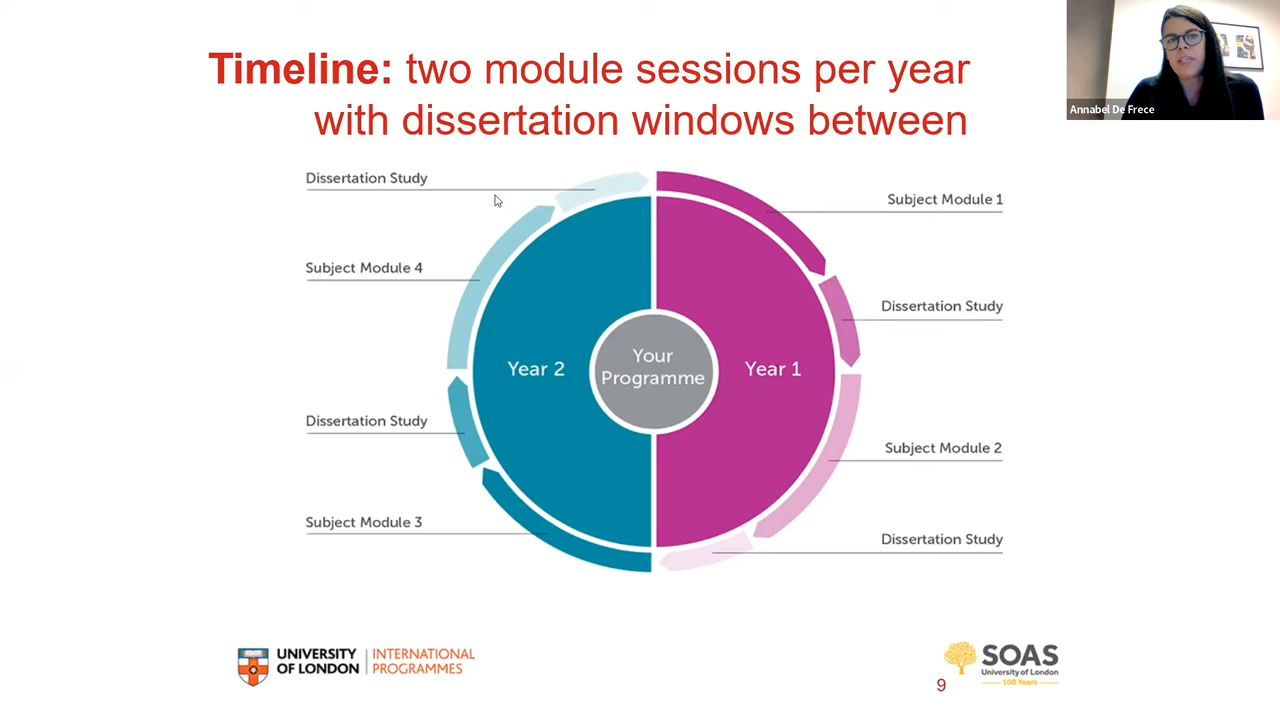 Timeline: two module sessions per year
with dissertation windows between
Annabel De Frece
Dissertation Study
Subject Module 1
Subject Module 4
Dissertation Study
Year 2
Your
Programme
Year 1
Dissertation Study
Subject Module 2
Subject Module 3
Dissertation Study
UNIVERSITY
OF LONDON
INTERNATIONAL
PROGRAMMES
SOAS
University of London
100 Years
9